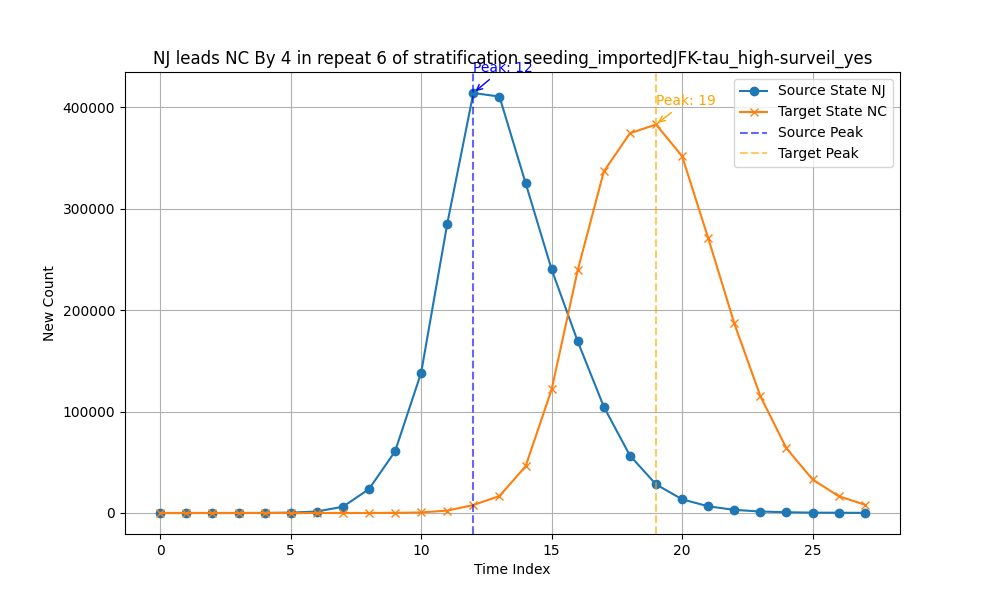 NJ leads NC By 4 in repeat 6 of stratification seeding_importedJFK-tau_high-surveil_yes
Peak: 12
Peak: 19
Source State NJ
Target State NC
Source Peak
Target Peak
New Count
400000
300000
200000
100000
0
0 5 10 15 20 25
Time Index